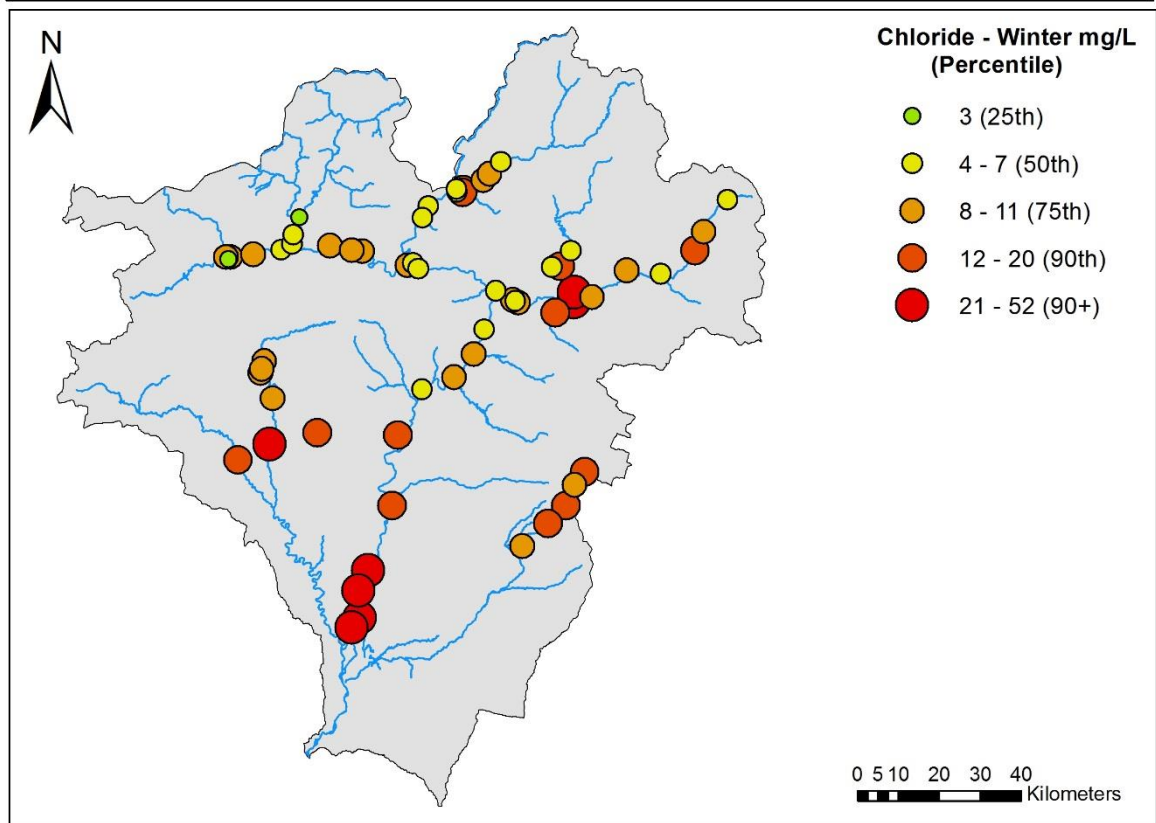 N
Chloride - Winter mg/L
(Percentile)
3 (25th)
4 - 7 (50th)
8 - 11 (75th)
12 - 20 (90th)
21 - 52 (90+)
0 5 10 20 30 40
Kilometers